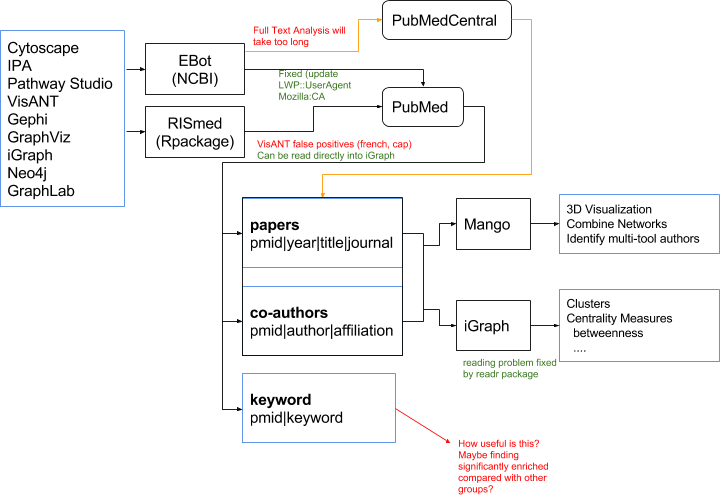 Cytoscape
IPA
Pathway Studio
VisANT
Gephi
GraphViz
iGraph
Neo4j
GraphLab
EBot
(NCBI)
RISmed
(Rpackage)
Full Text Analysis will
take too long
PubMedCentral
Fixed (update
LWP::UserAgent
Mozilla:CA
PubMed
VisANT false positives (french, cap)
Can be read directly into iGraph
papers
pmid|year|title|journal
co-authors
pmid|author|affiliation
keyword
pmid|keyword
Mango
3D Visualization
Combine Networks
Identify multi-tool authors
iGraph
Clusters
Centrality Measures
betweenness
....
reading problem fixed
by readr package
How useful is this?
Maybe finding
significantly enriched
compared with other
groups?